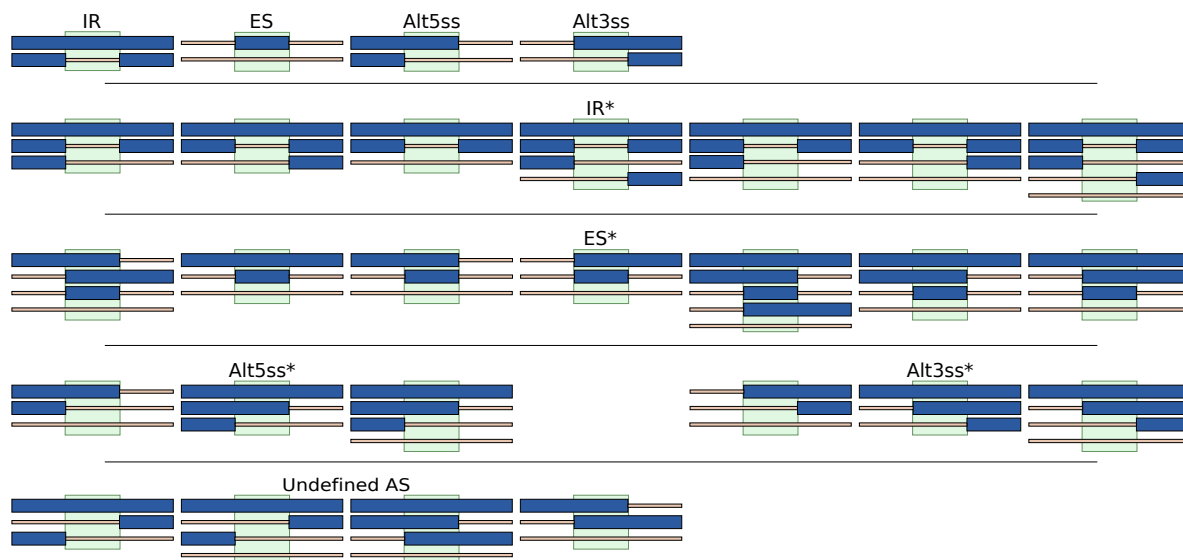 IR ES Alt5ss Alt3ss
IR*
ES*
Alt5ss* Alt3ss*
Undefined AS